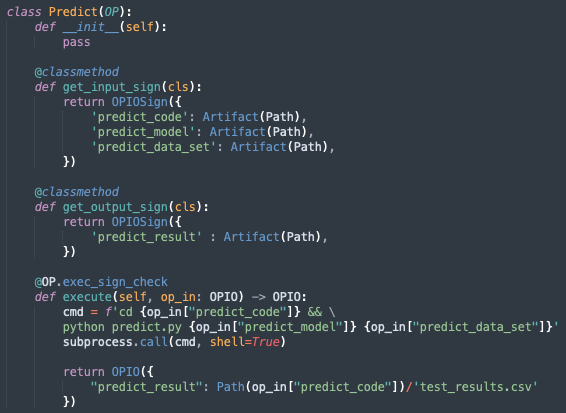 class Predict(OP):
    def __init__(self):
        pass

    @classmethod
    def get_input_sign(cls):
        return OPIOSign({
            'predict_code': Artifact(Path),
            'predict_model': Artifact(Path),
            'predict_data_set': Artifact(Path),
        })

    @classmethod
    def get_output_sign(cls):
        return OPIOSign({
            'predict_result' : Artifact(Path),
        })

    @OP.exec_sign_check
    def execute(self, op_in: OPIO) -> OPIO:
        cmd = f'cd {op_in["predict_code"]} && \
        python predict.py {op_in["predict_model"]} {op_in["predict_data_set"]}'
        subprocess.call(cmd, shell=True)

        return OPIO({
            "predict_result": Path(op_in["predict_code"])/'test_results.csv'
        })